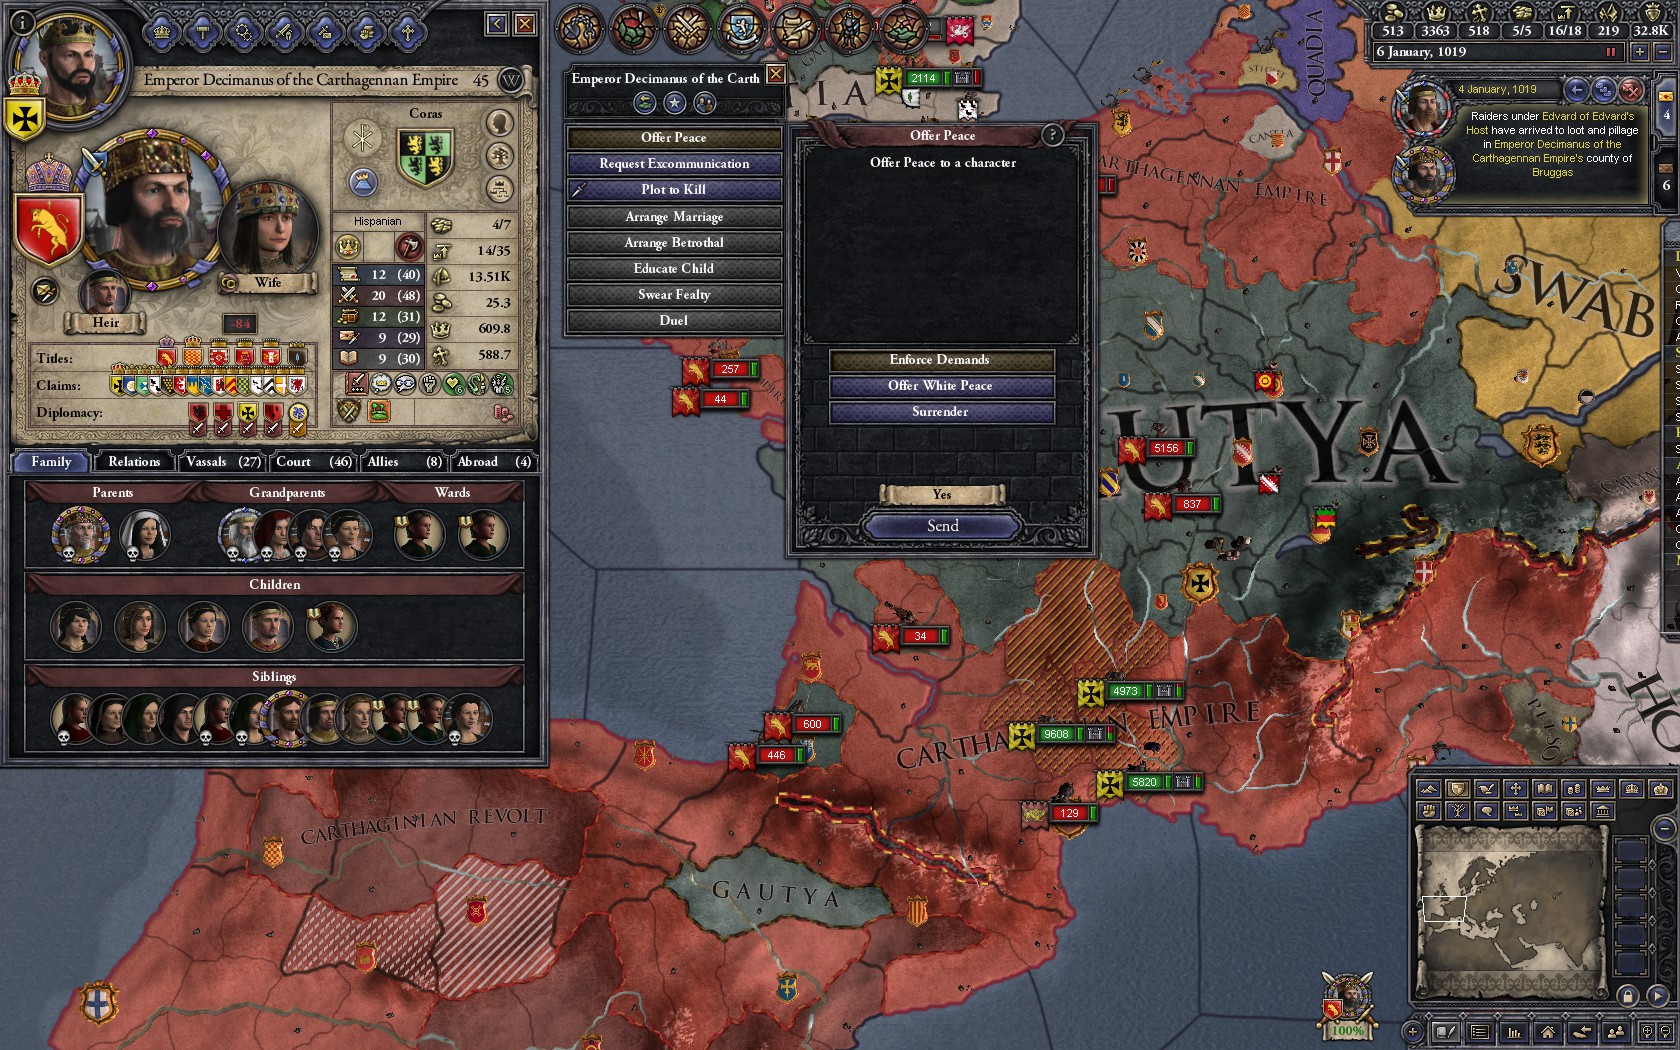 Emperor Decimanus of the Carthagennan Empire 45
Coras
Hispanian
Wife
Heir
-84
4/7
14/35
13.51K
25.3
609.8
588.7
12 (40)
20 (48)
12 (31)
9 (29)
9 (30)
Titles:
Claims:
Diplomacy:
Family
Relations
Vassals (27)
Court (46)
Allies (8)
Abroad (4)
Parents
Grandparents
Wards
Children
Siblings
Emperor Decimanus of the Carth
Offer Peace
Request Excommunication
Plot to Kill
Arrange Marriage
Arrange Betrothal
Educate Child
Swear Fealty
Duel
Offer Peace
?
Offer Peace to a character
Enforce Demands
Offer White Peace
Surrender
Yes
Send
513 3363 518 5/5 16/18 219 32.8K
6 January, 1019
4 January, 1019
Raiders under Edvard of Edvard's
Host have arrived to loot and pillage
in Emperor Decimanus of the
Carthagennan Empire's county of
Bruggas
4
6
2114
QUADIA
CARTHAGENNAN EMPIRE
SWAB
257
44
UTYA
5156
837
34
4973
9608
5820
129
600
446
CARTHA
AN EMPIRE
PELSO
HO
CARTHAGINIAN REVOLT
GAUTYA
100%